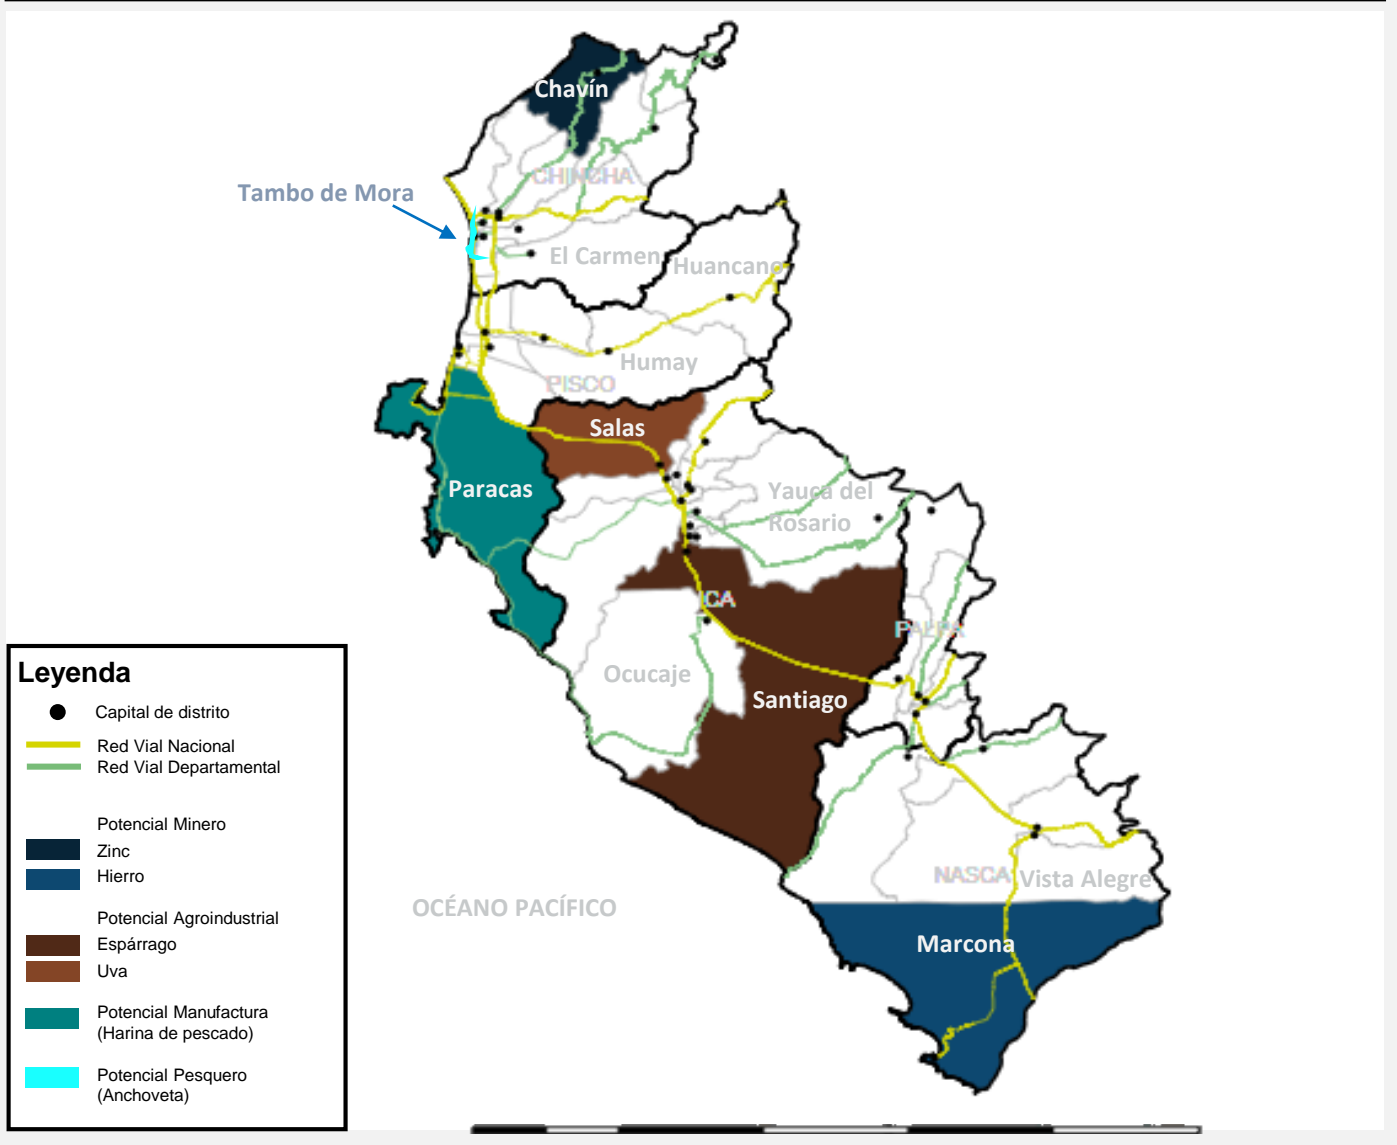 Chavín
CHINCHA
Tambo de Mora
El Carmen
Huancano
Humay
PISCO
Salas
Paracas
Yauca del
Rosario
ICA
PALPA
Ocucaje
Santiago
NASCA
Vista Alegre
OCÉANO PACÍFICO
Marcona
Leyenda
Capital de distrito
Red Vial Nacional
Red Vial Departamental
Potencial Minero
Zinc
Hierro
Potencial Agroindustrial
Espárrago
Uva
Potencial Manufactura
(Harina de pescado)
Potencial Pesquero
(Anchoveta)